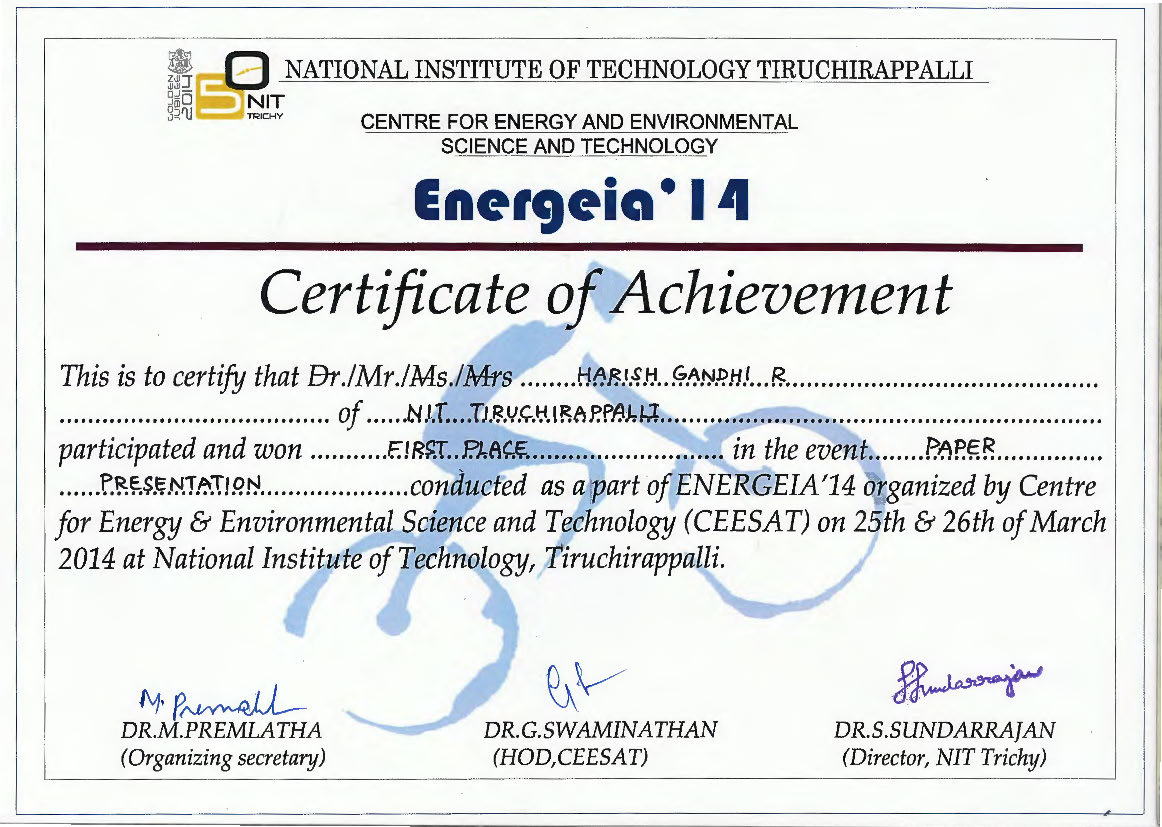 GOLDEN JUBILEE 2014
50
NIT
TRICHY
NATIONAL INSTITUTE OF TECHNOLOGY TIRUCHIRAPPALLI
CENTRE FOR ENERGY AND ENVIRONMENTAL
SCIENCE AND TECHNOLOGY
Energeia'14
Certificate of Achievement
This is to certify that Dr./Mr./Ms./Mrs ........HARISH GANDHI R........................................
................................ of ......NIT TIRUCHIRAPPALLI........................................
participated and won ..........FIRST PLACE........................... in the event........PAPER...............
......PRESENTATION......................conducted as a part of ENERGEIA'14 organized by Centre
for Energy & Environmental Science and Technology (CEESAT) on 25th & 26th of March
2014 at National Institute of Technology, Tiruchirappalli.
M. Premalatha
DR.M.PREMLATHA DR.G.SWAMINATHAN DR.S.SUNDARRAJAN
(Organizing secretary) (HOD,CEESAT) (Director, NIT Trichy)